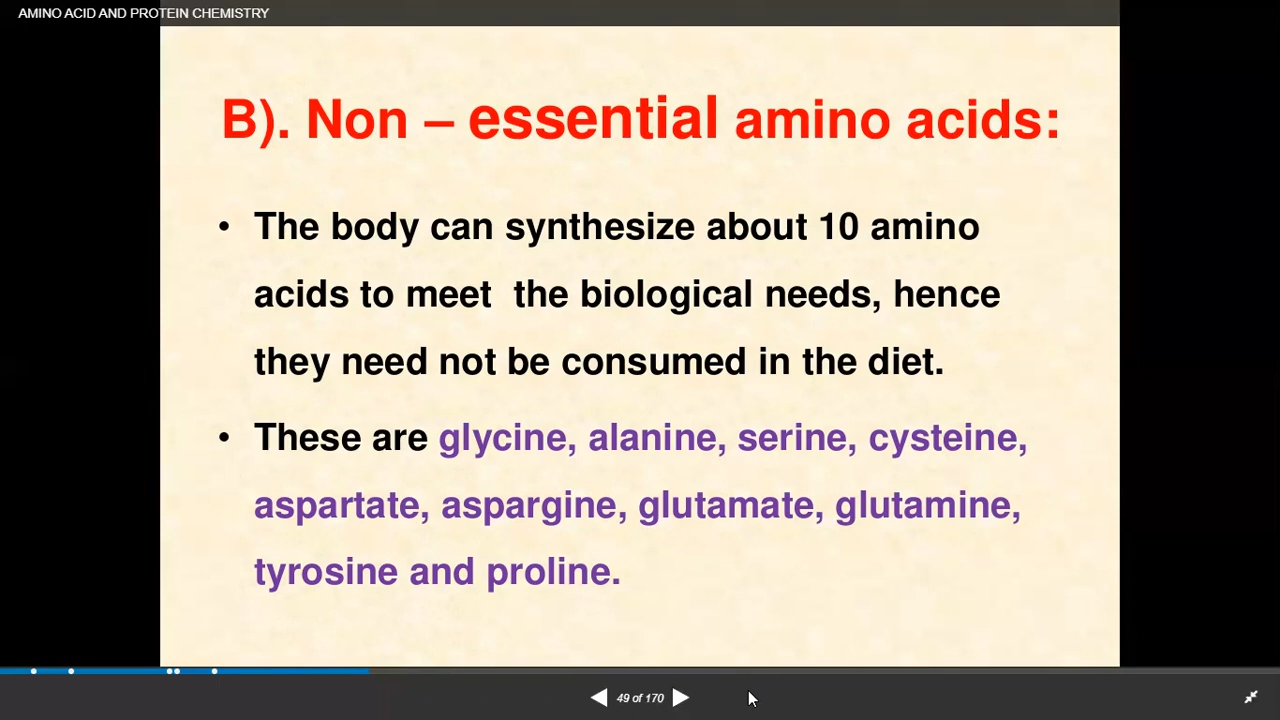 AMINO ACID AND PROTEIN CHEMISTRY
B). Non – essential amino acids:
• The body can synthesize about 10 amino
acids to meet the biological needs, hence
they need not be consumed in the diet.
• These are glycine, alanine, serine, cysteine,
aspartate, aspargine, glutamate, glutamine,
tyrosine and proline.
49 of 170